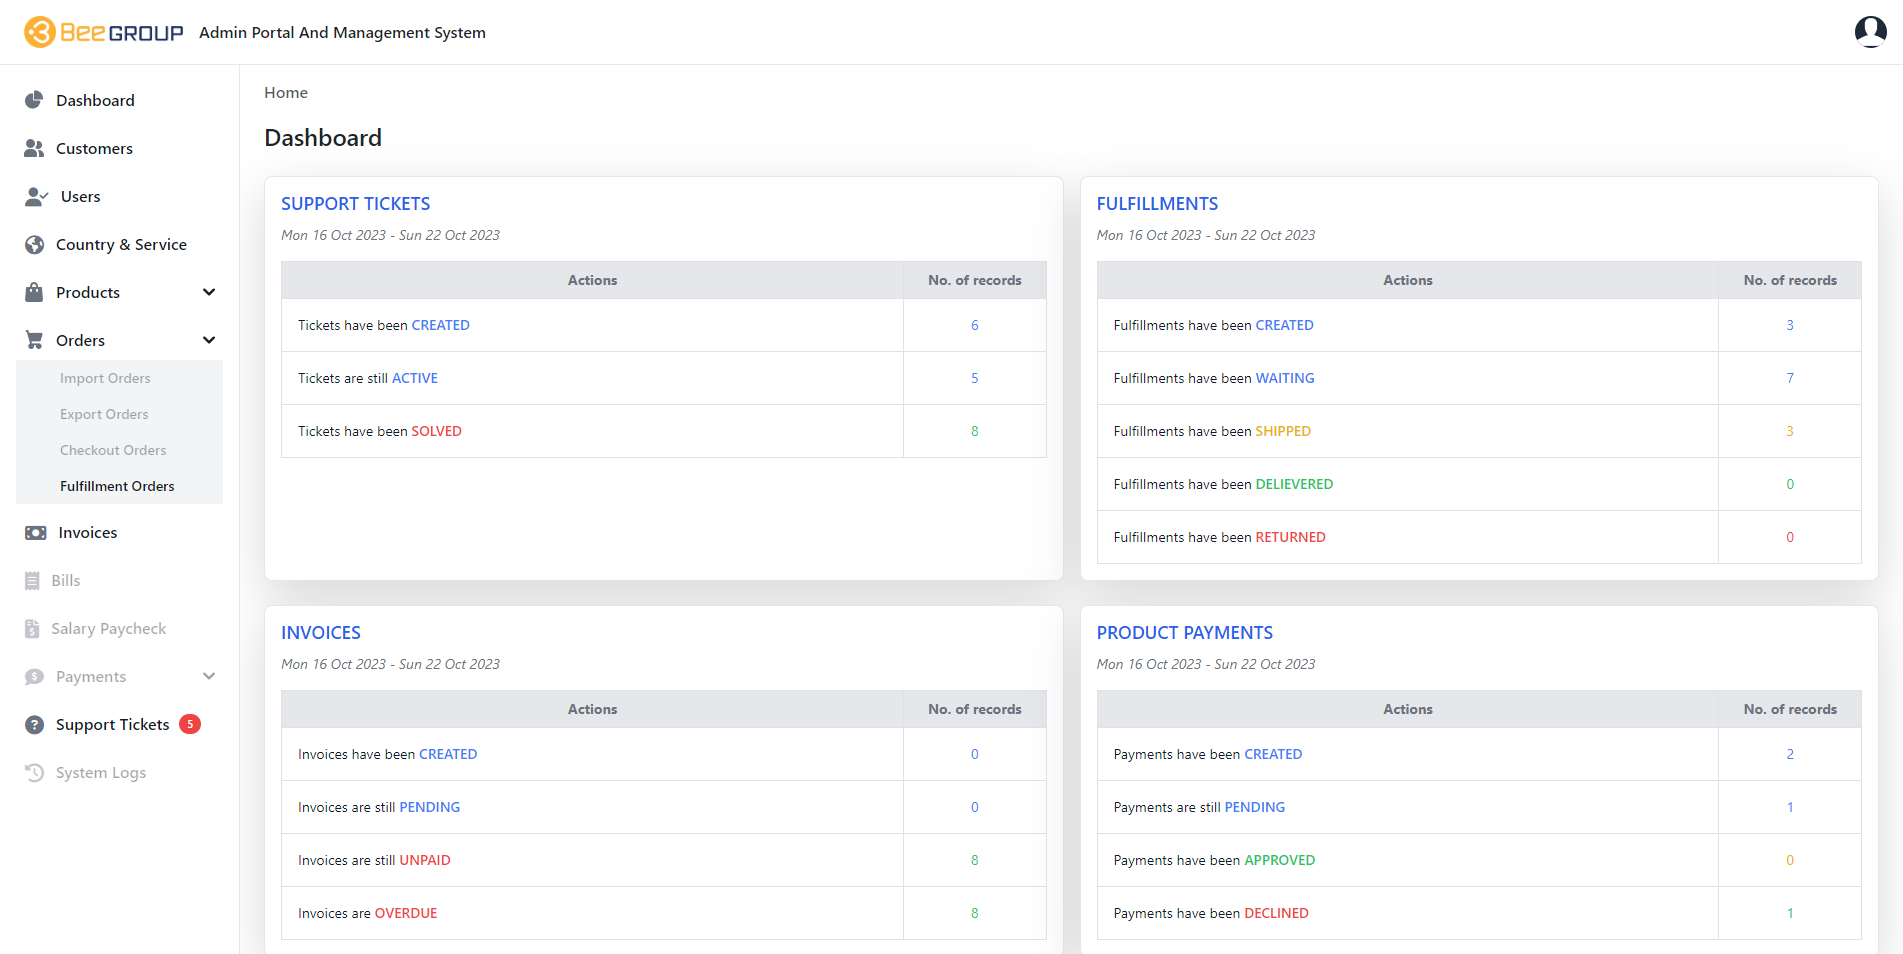 3 Bee GROUP Admin Portal And Management System
Dashboard
Customers
Users
Country & Service
Products
Orders
Import Orders
Export Orders
Checkout Orders
Fulfillment Orders
Invoices
Bills
Salary Paycheck
Payments
Support Tickets 5
System Logs
Home
Dashboard
SUPPORT TICKETS
Mon 16 Oct 2023 - Sun 22 Oct 2023
Actions No. of records
Tickets have been CREATED 6
Tickets are still ACTIVE 5
Tickets have been SOLVED 8
FULFILLMENTS
Mon 16 Oct 2023 - Sun 22 Oct 2023
Actions No. of records
Fulfillments have been CREATED 3
Fulfillments have been WAITING 7
Fulfillments have been SHIPPED 3
Fulfillments have been DELIEVERED 0
Fulfillments have been RETURNED 0
INVOICES
Mon 16 Oct 2023 - Sun 22 Oct 2023
Actions No. of records
Invoices have been CREATED 0
Invoices are still PENDING 0
Invoices are still UNPAID 8
Invoices are OVERDUE 8
PRODUCT PAYMENTS
Mon 16 Oct 2023 - Sun 22 Oct 2023
Actions No. of records
Payments have been CREATED 2
Payments are still PENDING 1
Payments have been APPROVED 0
Payments have been DECLINED 1